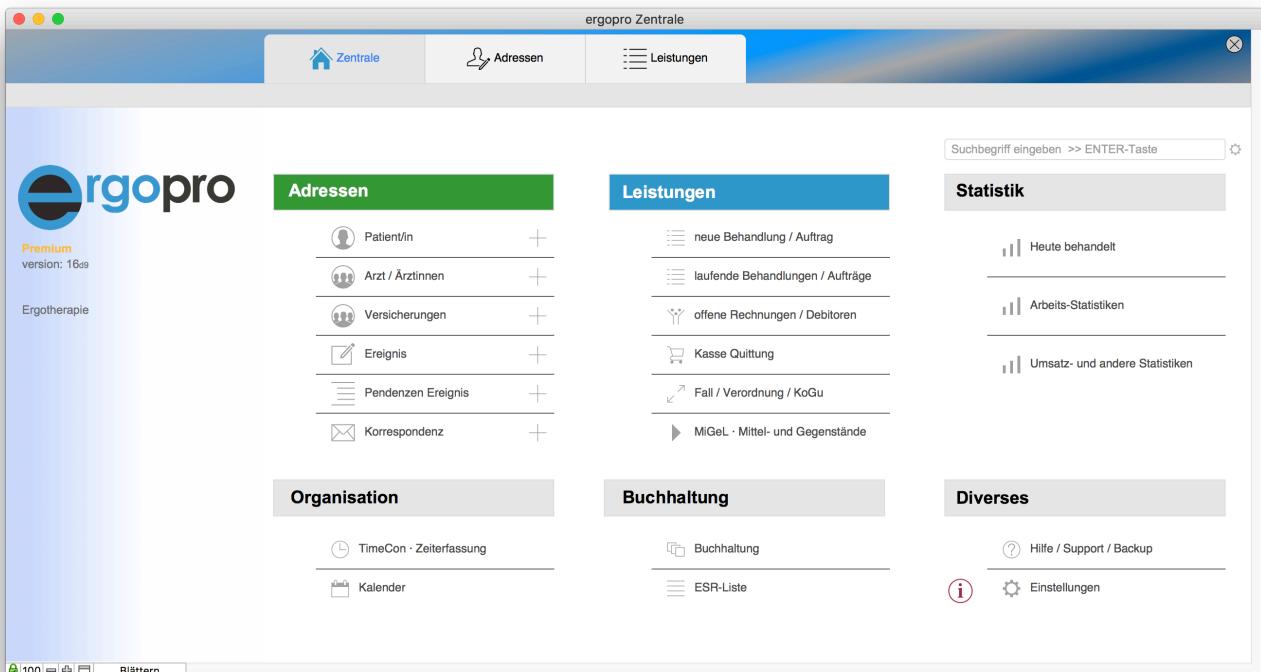 ergopro Zentrale
Zentrale
Adressen
Leistungen
Suchbegriff eingeben >> ENTER-Taste
ergopro
Premium
version: 16d9
Ergotherapie
Adressen
Patient/in
Arzt / Ärztinnen
Versicherungen
Ereignis
Pendenzen Ereignis
Korrespondenz
Leistungen
neue Behandlung / Auftrag
laufende Behandlungen / Aufträge
offene Rechnungen / Debitoren
Kasse Quittung
Fall / Verordnung / KoGu
MiGeL · Mittel- und Gegenstände
Statistik
Heute behandelt
Arbeits-Statistiken
Umsatz- und andere Statistiken
Organisation
TimeCon · Zeiterfassung
Kalender
Buchhaltung
Buchhaltung
ESR-Liste
Diverses
Hilfe / Support / Backup
i
Einstellungen
100
Blättern